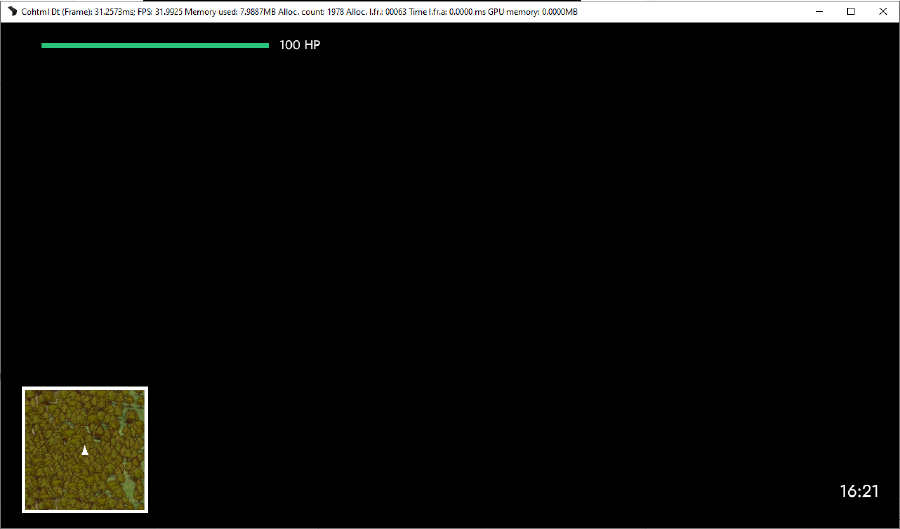 Cohtml Dt (Frame): 31.2573ms; FPS: 31.9925 Memory used: 7.9887MB Alloc. count: 1978 Alloc. l.fr.: 00063 Time l.fr.a: 0.0000 ms GPU memory: 0.0000MB
100 HP
16:21